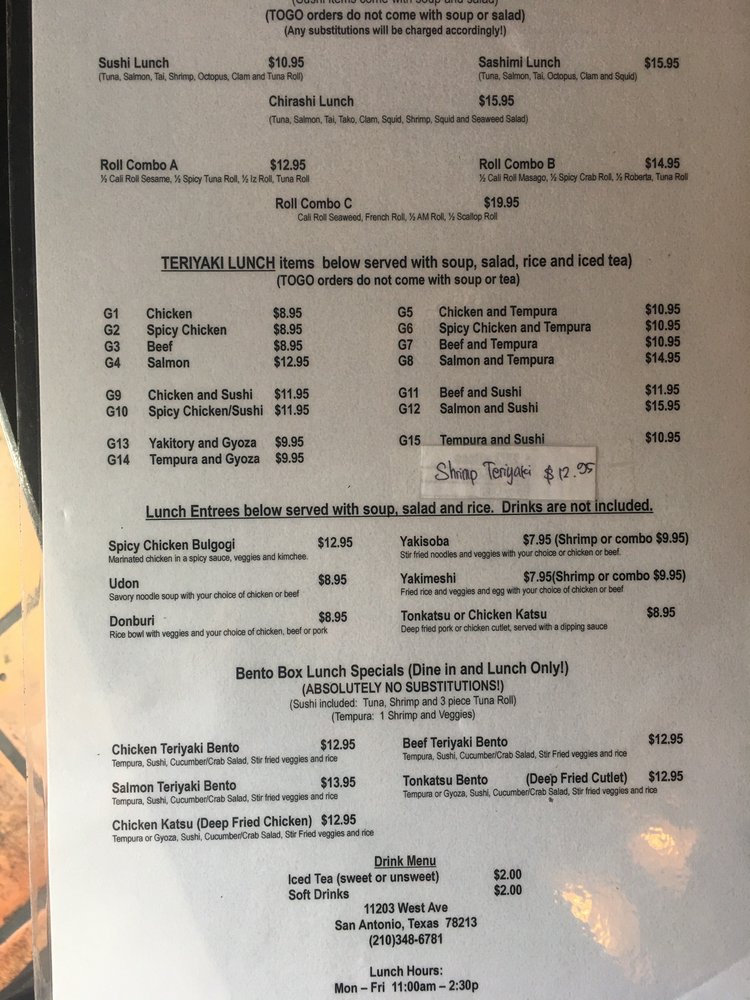 (Sushi items come with soup and salad)
(TOGO orders do not come with soup or salad)
(Any substitutions will be charged accordingly!)
Sushi Lunch $10.95 Sashimi Lunch $15.95
(Tuna, Salmon, Tai, Shrimp, Octopus, Clam and Tuna Roll) (Tuna, Salmon, Tai, Octopus, Clam and Squid)
Chirashi Lunch $15.95
(Tuna, Salmon, Tai, Tako, Clam, Squid, Shrimp, Squid and Seaweed Salad)
Roll Combo A $12.95 Roll Combo B $14.95
½ Cali Roll Sesame, ½ Spicy Tuna Roll, ½ Iz Roll, Tuna Roll ½ Cali Roll Masago, ½ Spicy Crab Roll, ½ Roberta, Tuna Roll
Roll Combo C $19.95
Cali Roll Seaweed, French Roll, ½ AM Roll, ½ Scallop Roll
TERIYAKI LUNCH items below served with soup, salad, rice and iced tea)
(TOGO orders do not come with soup or tea)
G1 Chicken $8.95 G5 Chicken and Tempura $10.95
G2 Spicy Chicken $8.95 G6 Spicy Chicken and Tempura $10.95
G3 Beef $8.95 G7 Beef and Tempura $10.95
G4 Salmon $12.95 G8 Salmon and Tempura $14.95
G9 Chicken and Sushi $11.95 G11 Beef and Sushi $11.95
G10 Spicy Chicken/Sushi $11.95 G12 Salmon and Sushi $15.95
G13 Yakitory and Gyoza $9.95 G15 Tempura and Sushi $10.95
G14 Tempura and Gyoza $9.95
Shrimp Teriyaki $12.95
Lunch Entrees below served with soup, salad and rice. Drinks are not included.
Spicy Chicken Bulgogi $12.95 Yakisoba $7.95 (Shrimp or combo $9.95)
Marinated chicken in a spicy sauce, veggies and kimchee. Stir fried noodles and veggies with your choice or chicken or beef.
Udon $8.95 Yakimeshi $7.95(Shrimp or combo $9.95)
Savory noodle soup with your choice of chicken or beef Fried rice and veggies and egg with your choice of chicken or beef
Donburi $8.95 Tonkatsu or Chicken Katsu $8.95
Rice bowl with veggies and your choice of chicken, beef or pork Deep fried pork or chicken cutlet, served with a dipping sauce
Bento Box Lunch Specials (Dine in and Lunch Only!)
(ABSOLUTELY NO SUBSTITUTIONS!)
(Sushi included: Tuna, Shrimp and 3 piece Tuna Roll)
(Tempura: 1 Shrimp and Veggies)
Chicken Teriyaki Bento $12.95 Beef Teriyaki Bento $12.95
Tempura, Sushi, Cucumber/Crab Salad, Stir fried veggies and rice Tempura, Sushi, Cucumber/Crab Salad, Stir Fried veggies and rice
Salmon Teriyaki Bento $13.95 Tonkatsu Bento (Deep Fried Cutlet) $12.95
Tempura, Sushi, Cucumber/Crab Salad, Stir fried veggies and rice Tempura or Gyoza, Sushi, Cucumber/Crab Salad, Stir fried veggies and rice
Chicken Katsu (Deep Fried Chicken) $12.95
Tempura or Gyoza, Sushi, Cucumber/Crab Salad, Stir Fried veggies and rice
Drink Menu
Iced Tea (sweet or unsweet) $2.00
Soft Drinks $2.00
11203 West Ave
San Antonio, Texas 78213
(210)348-6781
Lunch Hours:
Mon – Fri 11:00am – 2:30p